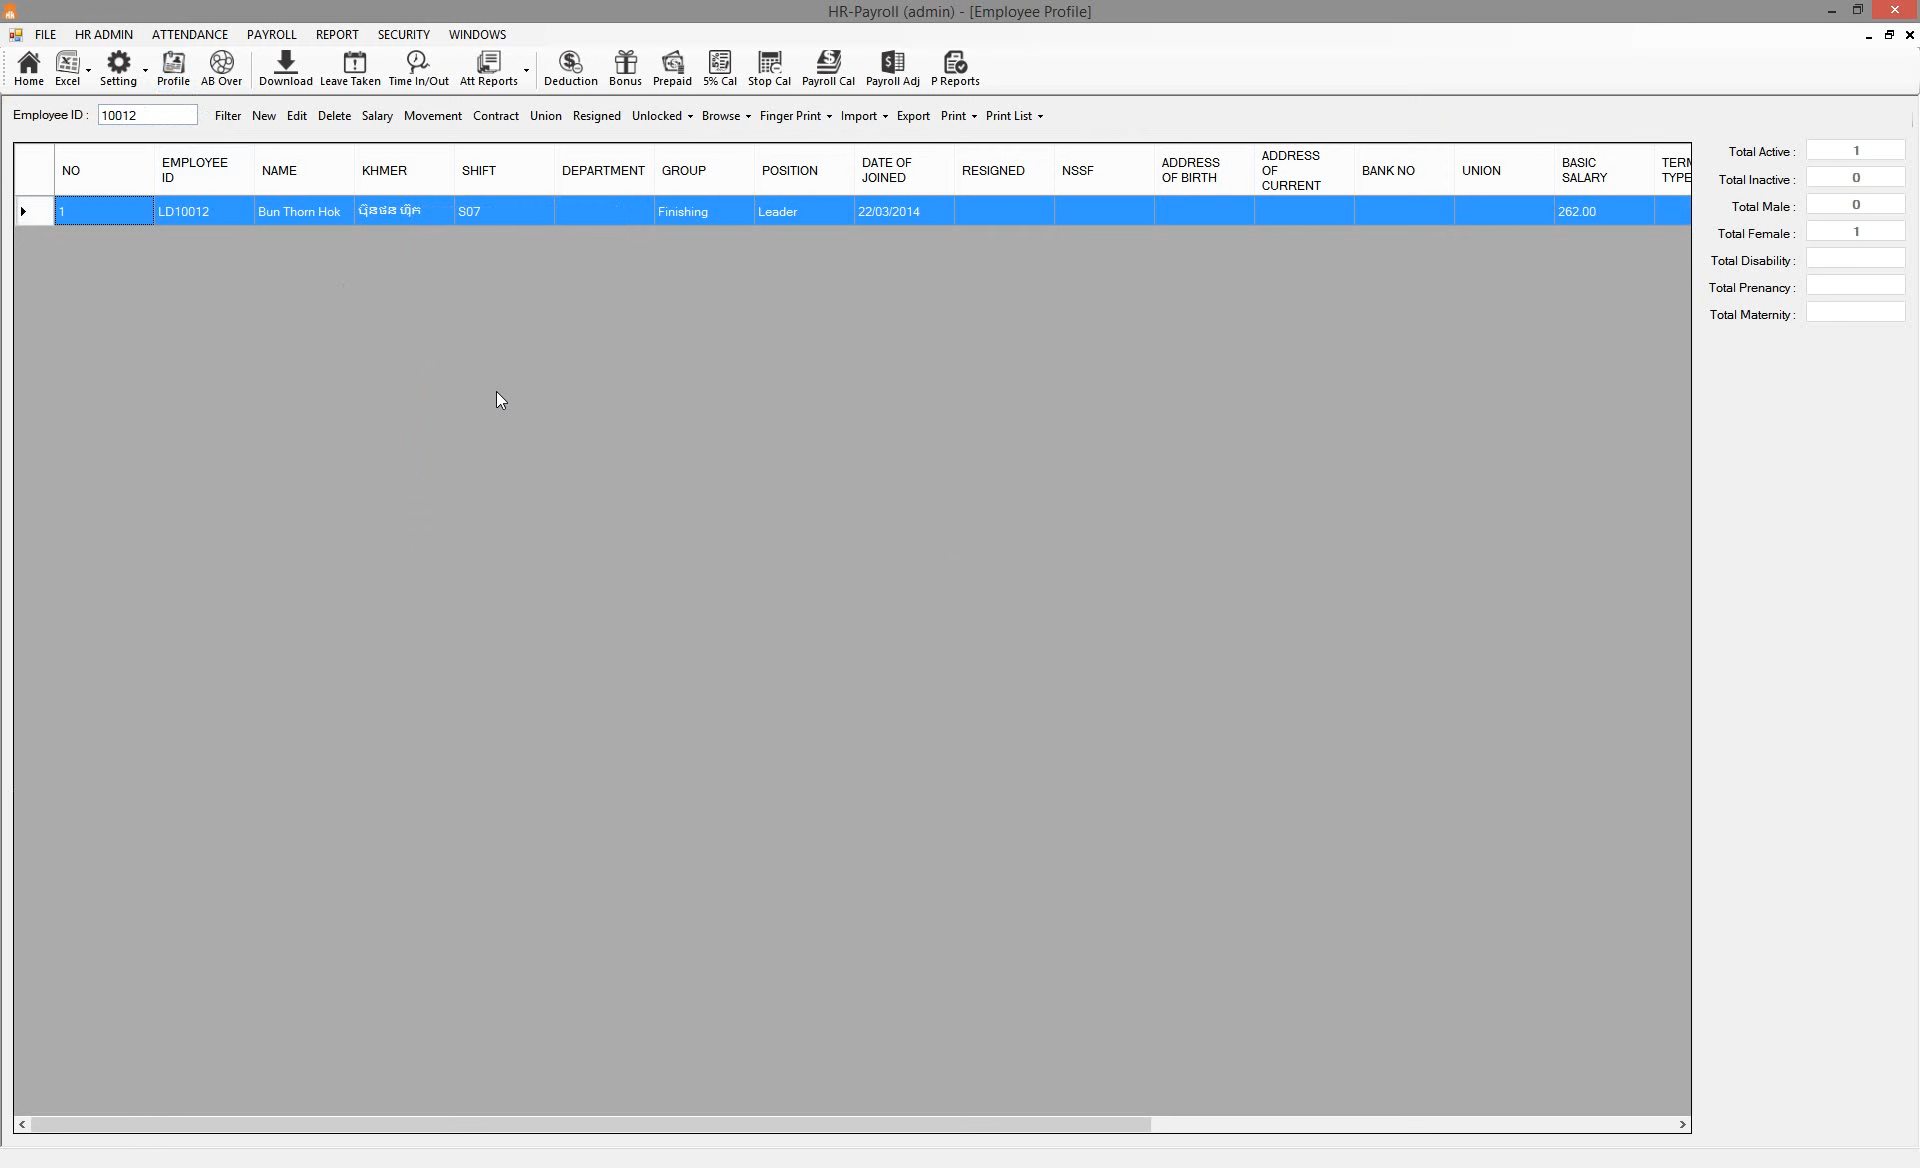 HR-Payroll (admin) - [Employee Profile]
FILE HR ADMIN ATTENDANCE PAYROLL REPORT SECURITY WINDOWS
Home Excel Setting Profile AB Over Download Leave Taken Time In/Out Att Reports Deduction Bonus Prepaid 5% Cal Stop Cal Payroll Cal Payroll Adj P Reports
Employee ID : 10012 Filter New Edit Delete Salary Movement Contract Union Resigned Unlocked Browse Finger Print Import Export Print Print List
NO EMPLOYEE ID NAME KHMER SHIFT DEPARTMENT GROUP POSITION DATE OF JOINED RESIGNED NSSF ADDRESS OF BIRTH ADDRESS OF CURRENT BANK NO UNION BASIC SALARY TERM TYPE
1 LD10012 Bun Thorn Hok ប៊ុនថន ហ៊ុក S07 Finishing Leader 22/03/2014 262.00
Total Active : 1
Total Inactive : 0
Total Male : 0
Total Female : 1
Total Disability :
Total Prenancy :
Total Maternity :